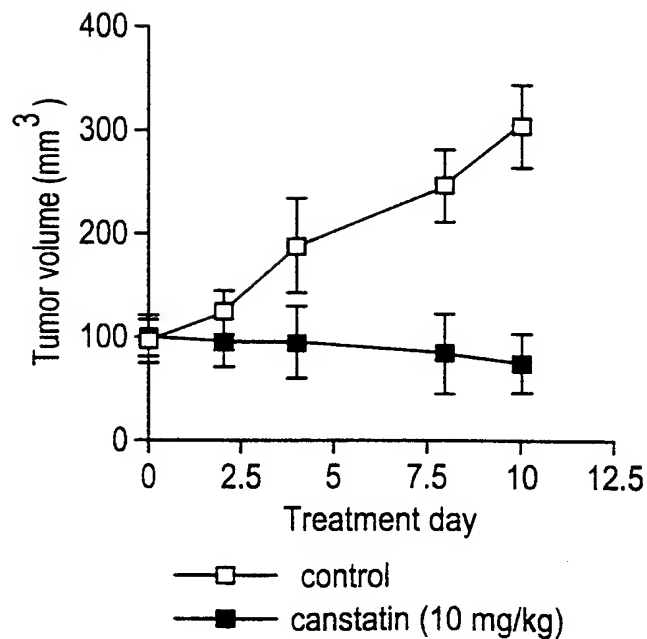 400
300
200
100
0
Tumor volume (mm³)
0 2.5 5 7.5 10 12.5
Treatment day
control
canstatin (10 mg/kg)